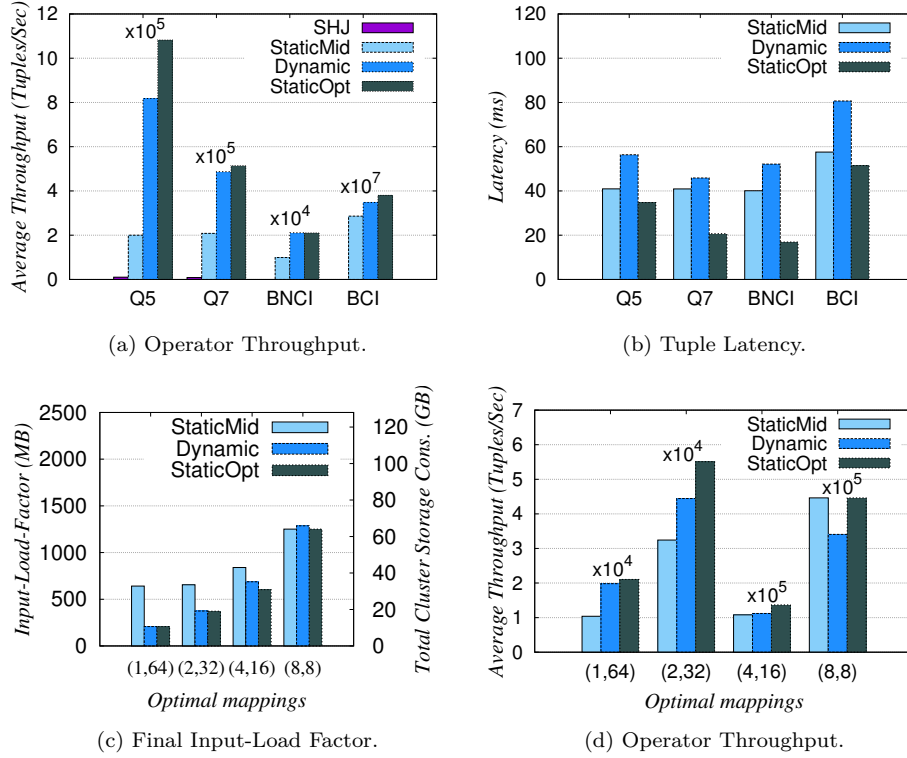 Average Throughput (Tuples/Sec)
12
10
8
6
4
2
0
x10^5
x10^5
x10^4
x10^7
SHJ
StaticMid
Dynamic
StaticOpt
Q5 Q7 BNCI BCI
(a) Operator Throughput.
Latency (ms)
120
100
80
60
40
20
0
StaticMid
Dynamic
StaticOpt
Q5 Q7 BNCI BCI
(b) Tuple Latency.
Input-Load-Factor (MB)
2500
2000
1500
1000
500
0
StaticMid
Dynamic
StaticOpt
120
100
80
60
40
20
0
Total Cluster Storage Cons. (GB)
(1,64) (2,32) (4,16) (8,8)
Optimal mappings
(c) Final Input-Load Factor.
Average Throughput (Tuples/Sec)
7
6
5
4
3
2
1
0
StaticMid
Dynamic
StaticOpt
x10^4
x10^4
x10^5
x10^5
(1,64) (2,32) (4,16) (8,8)
Optimal mappings
(d) Operator Throughput.